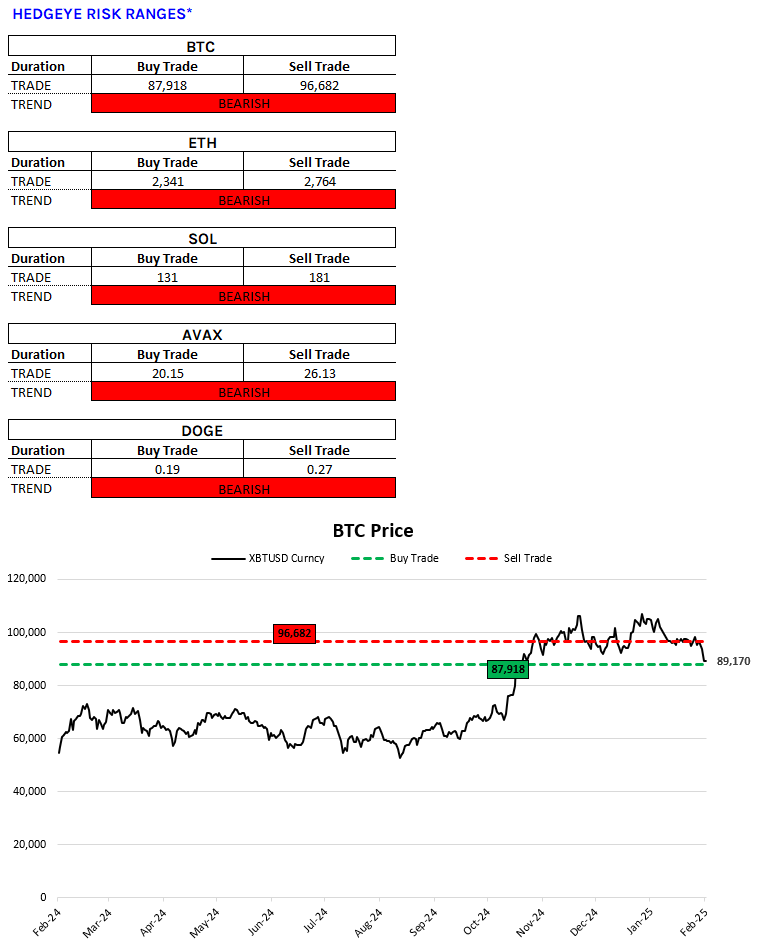 HEDGEYE RISK RANGES*
BTC
Duration Buy Trade Sell Trade
TRADE 87,918 96,682
TREND BEARISH
ETH
Duration Buy Trade Sell Trade
TRADE 2,341 2,764
TREND BEARISH
SOL
Duration Buy Trade Sell Trade
TRADE 131 181
TREND BEARISH
AVAX
Duration Buy Trade Sell Trade
TRADE 20.15 26.13
TREND BEARISH
DOGE
Duration Buy Trade Sell Trade
TRADE 0.19 0.27
TREND BEARISH
BTC Price
XBTUSD Curncy Buy Trade Sell Trade
120,000
100,000
96,682
89,170
87,918
80,000
60,000
40,000
20,000
0
Feb-24 Mar-24 Apr-24 May-24 Jun-24 Jul-24 Aug-24 Sep-24 Oct-24 Nov-24 Dec-24 Jan-25 Feb-25